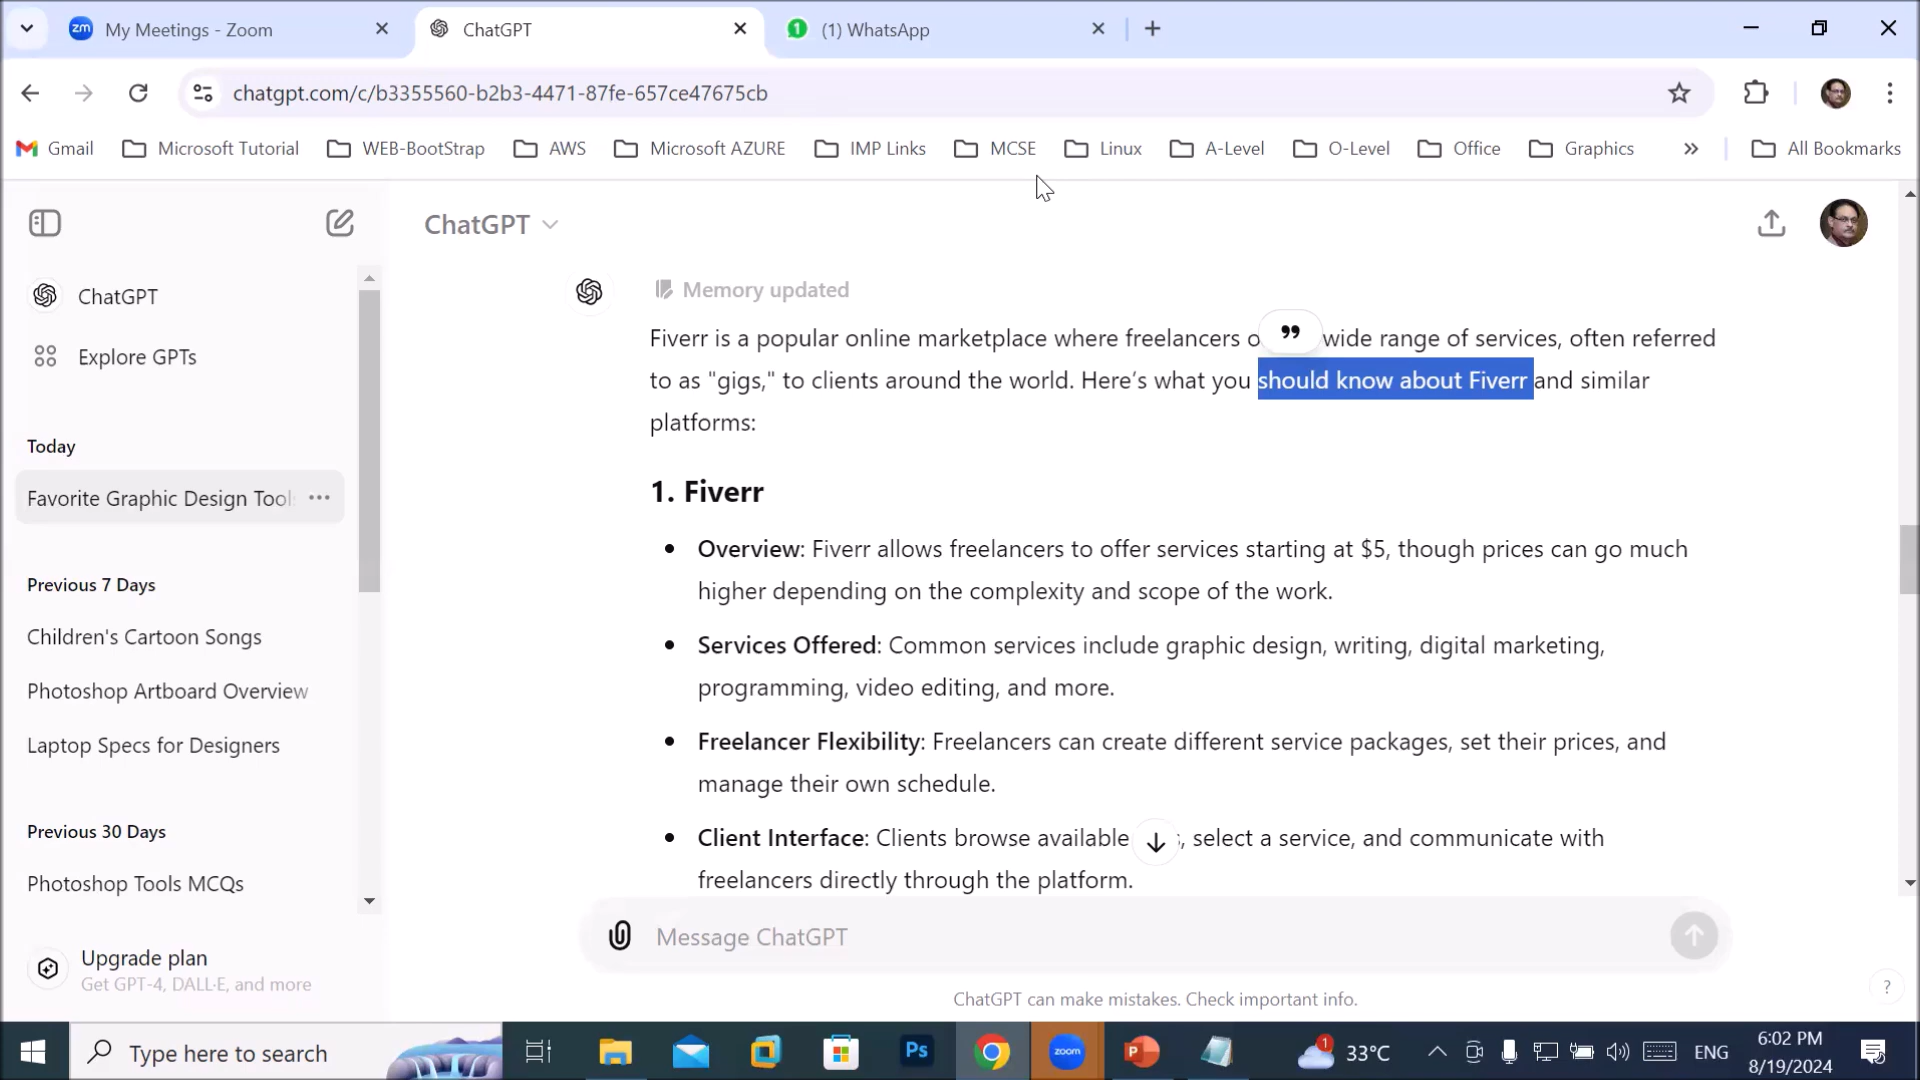 zm My Meetings - Zoom
ChatGPT
1 (1) WhatsApp
chatgpt.com/c/b3355560-b2b3-4471-87fe-657ce47675cb
Gmail Microsoft Tutorial WEB-BootStrap AWS Microsoft AZURE IMP Links MCSE Linux A-Level O-Level Office Graphics » All Bookmarks
ChatGPT
Explore GPTs
Today
Favorite Graphic Design Tool
Previous 7 Days
Children's Cartoon Songs
Photoshop Artboard Overview
Laptop Specs for Designers
Previous 30 Days
Photoshop Tools MCQs
Upgrade plan
Get GPT-4, DALL·E, and more
ChatGPT
Memory updated
Fiverr is a popular online marketplace where freelancers wide range of services, often referred
to as "gigs," to clients around the world. Here's what you should know about Fiverr and similar
platforms:
1. Fiverr
• Overview: Fiverr allows freelancers to offer services starting at $5, though prices can go much
higher depending on the complexity and scope of the work.
• Services Offered: Common services include graphic design, writing, digital marketing,
programming, video editing, and more.
• Freelancer Flexibility: Freelancers can create different service packages, set their prices, and
manage their own schedule.
• Client Interface: Clients browse available , select a service, and communicate with
freelancers directly through the platform.
Message ChatGPT
ChatGPT can make mistakes. Check important info.
?
Type here to search
Ps
zoom
P
1
33°C
ENG
6:02 PM
8/19/2024